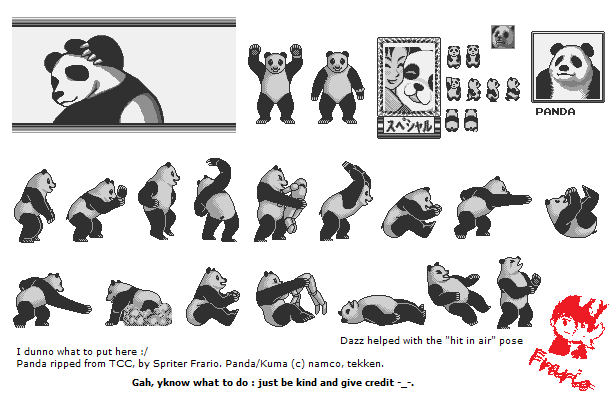 スペシャル
PANDA
Dazz helped with the "hit in air" pose
I dunno what to put here :/
Panda ripped from TCC, by Spriter Frario. Panda/Kuma (c) namco, tekken.
Gah, yknow what to do : just be kind and give credit -_-.
Frario